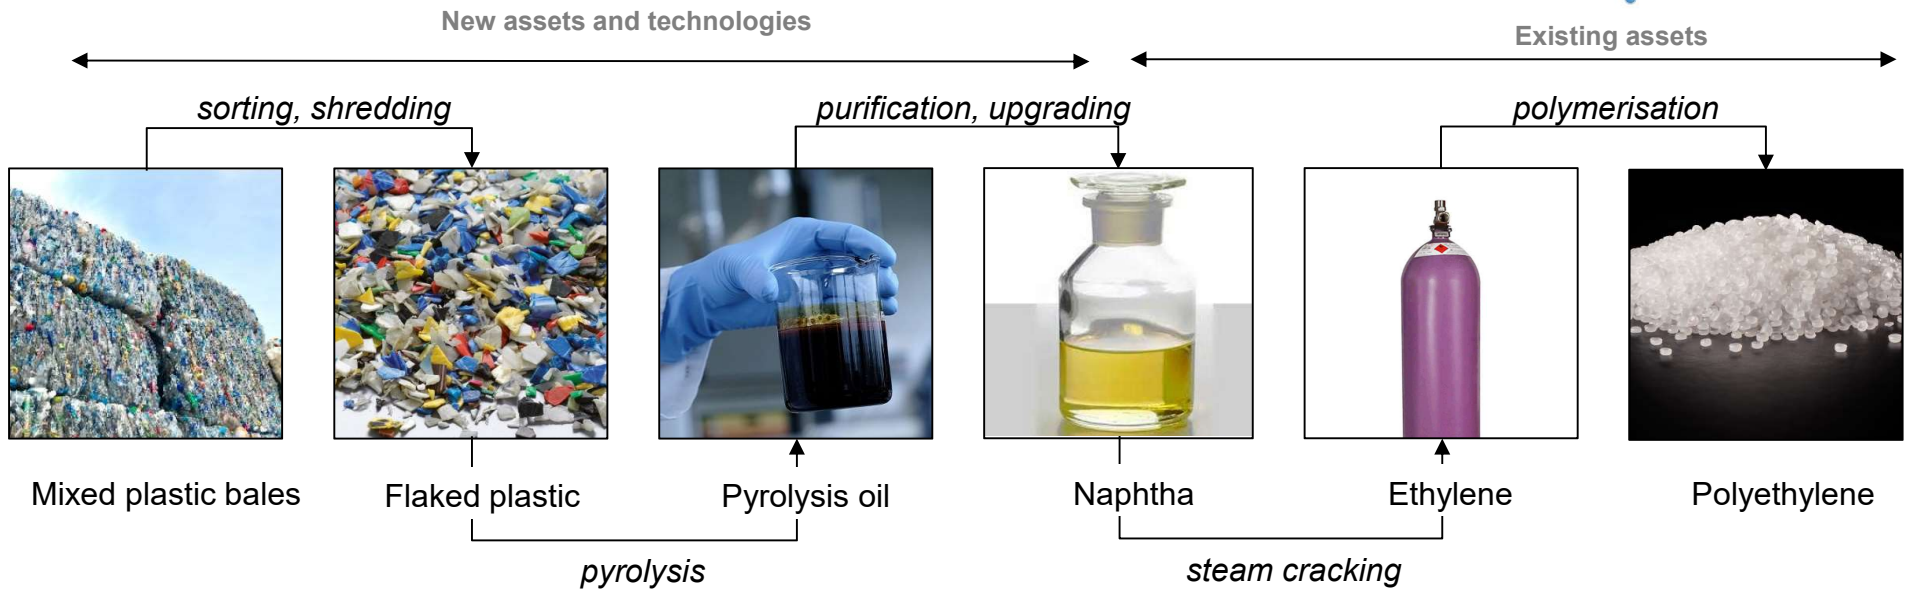 New assets and technologies
Existing assets
sorting, shredding
purification, upgrading
polymerisation
Mixed plastic bales
Flaked plastic
Pyrolysis oil
Naphtha
Ethylene
Polyethylene
pyrolysis
steam cracking